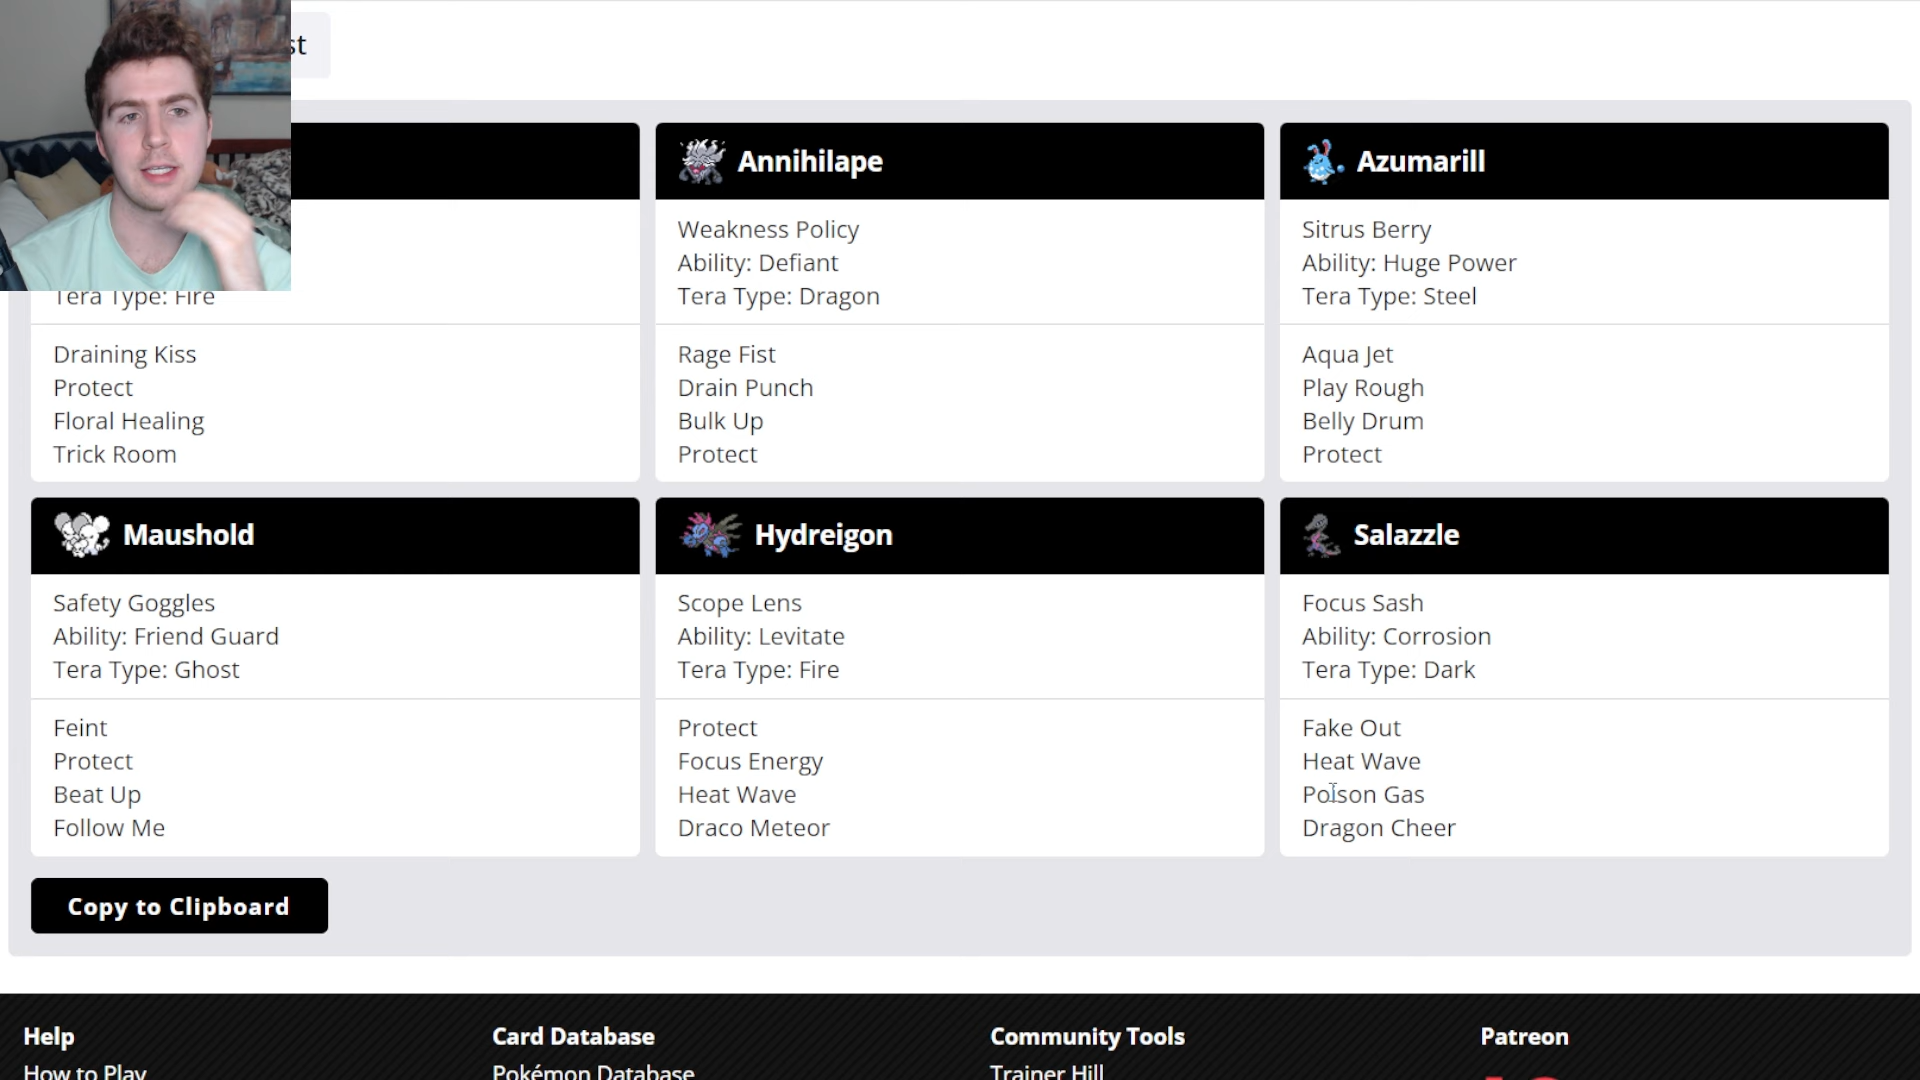 st
Tera Type: Fire
Draining Kiss
Protect
Floral Healing
Trick Room
Annihilape
Weakness Policy
Ability: Defiant
Tera Type: Dragon
Rage Fist
Drain Punch
Bulk Up
Protect
Azumarill
Sitrus Berry
Ability: Huge Power
Tera Type: Steel
Aqua Jet
Play Rough
Belly Drum
Protect
Maushold
Safety Goggles
Ability: Friend Guard
Tera Type: Ghost
Feint
Protect
Beat Up
Follow Me
Hydreigon
Scope Lens
Ability: Levitate
Tera Type: Fire
Protect
Focus Energy
Heat Wave
Draco Meteor
Salazzle
Focus Sash
Ability: Corrosion
Tera Type: Dark
Fake Out
Heat Wave
Poison Gas
Dragon Cheer
Copy to Clipboard
Help
How to Play
Card Database
Pokémon Database
Community Tools
Trainer Hill
Patreon